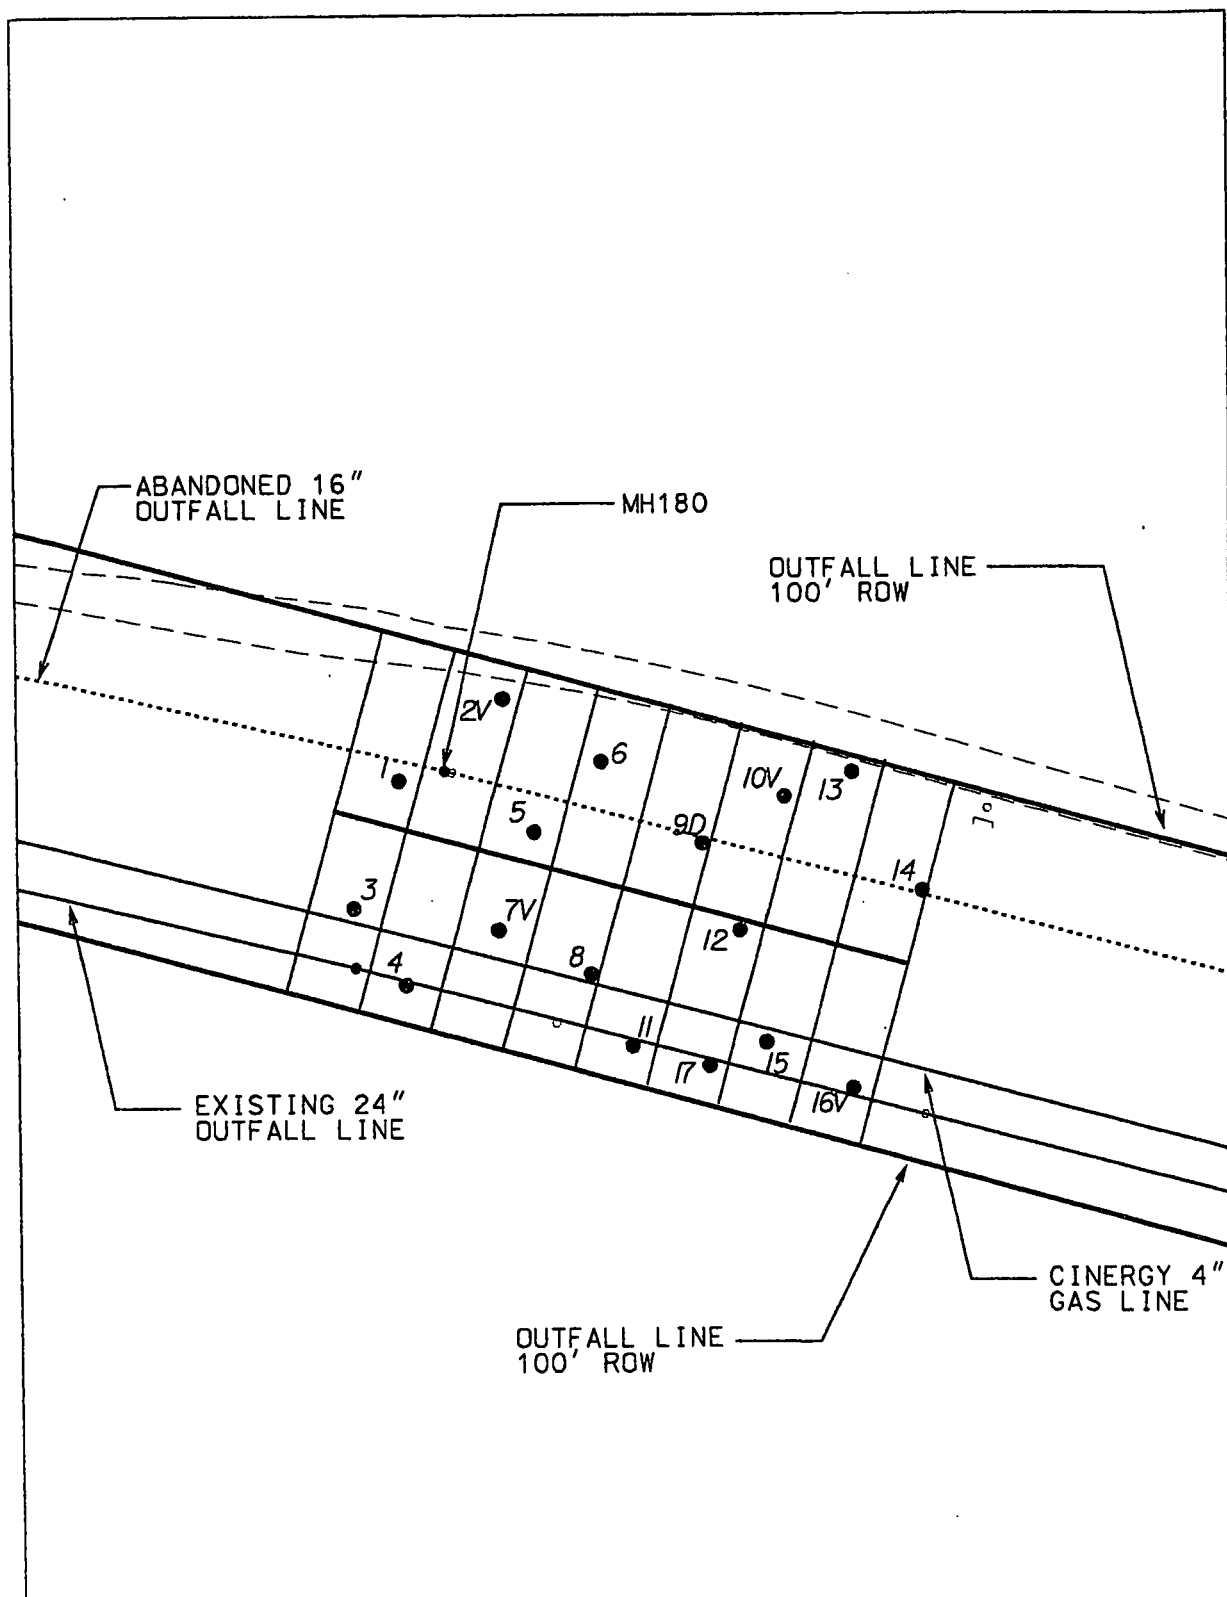 ABANDONED 16"
OUTFALL LINE
MH180
OUTFALL LINE
100' ROW
2V
1
6
10V
13
5
9D
14
3
7V
12
8
4
11
15
17
16V
EXISTING 24"
OUTFALL LINE
CINERGY 4"
GAS LINE
OUTFALL LINE
100' ROW